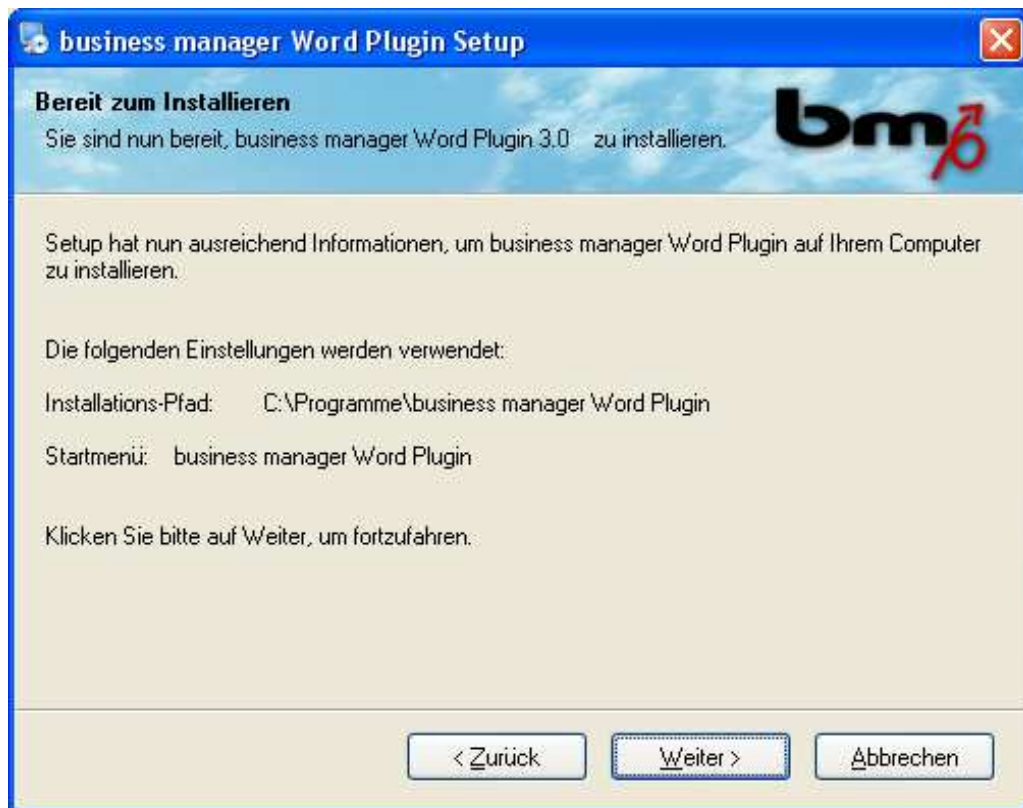 business manager Word Plugin Setup
Bereit zum Installieren
Sie sind nun bereit, business manager Word Plugin 3.0 zu installieren.
bm
Setup hat nun ausreichend Informationen, um business manager Word Plugin auf Ihrem Computer
zu installieren.
Die folgenden Einstellungen werden verwendet:
Installations-Pfad: C:\Programme\business manager Word Plugin
Startmenü: business manager Word Plugin
Klicken Sie bitte auf Weiter, um fortzufahren.
< Zurück
Weiter >
Abbrechen